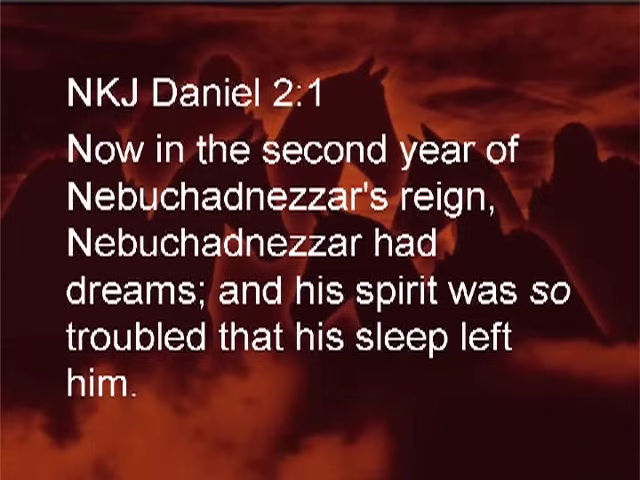 NKJ Daniel 2:1
Now in the second year of
Nebuchadnezzar's reign,
Nebuchadnezzar had
dreams; and his spirit was so
troubled that his sleep left
him.